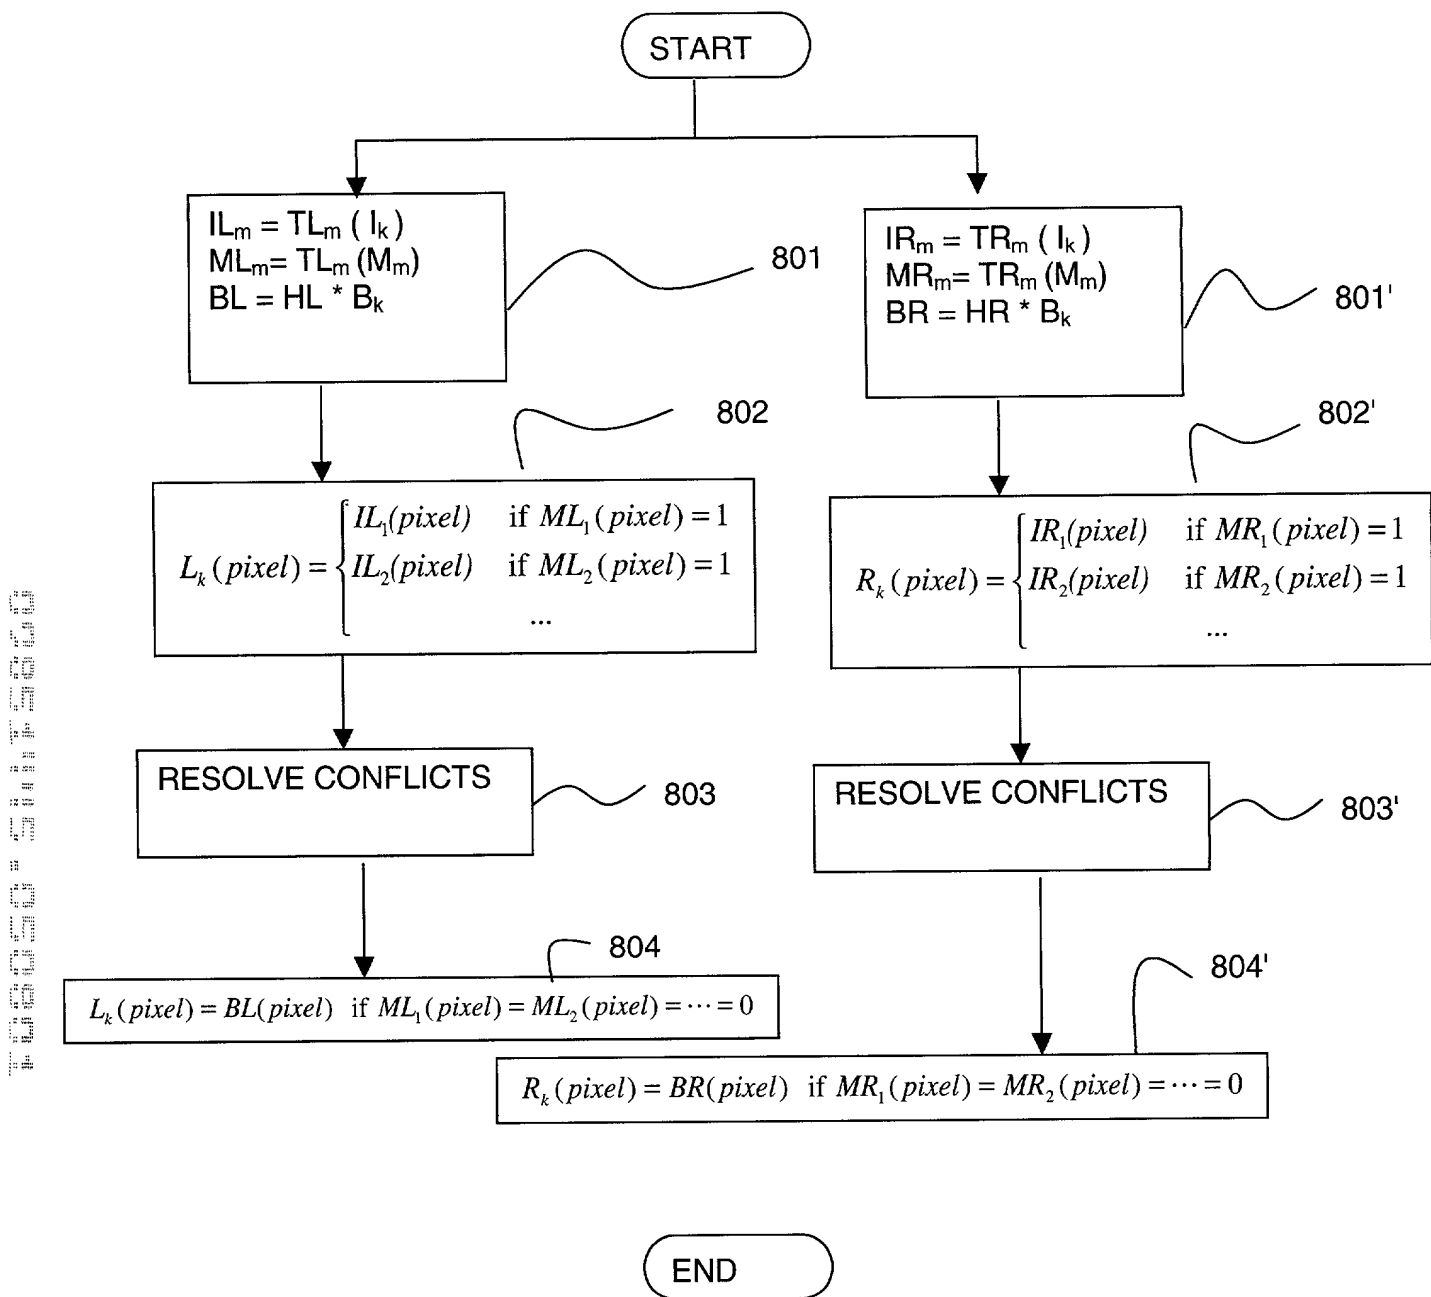 START
ILₘ = TLₘ ( Iₖ)
MLₘ= TLₘ (Mₘ)
BL = HL * Bₖ
801
IRₘ = TRₘ ( Iₖ)
MRₘ= TRₘ (Mₘ)
BR = HR * Bₖ
801'
802
Lₖ (pixel) = { IL₁(pixel) if ML₁(pixel) = 1
IL₂(pixel) if ML₂(pixel) = 1
...
802'
Rₖ (pixel) = { IR₁(pixel) if MR₁(pixel) = 1
IR₂(pixel) if MR₂(pixel) = 1
...
RESOLVE CONFLICTS
803
RESOLVE CONFLICTS
803'
804
Lₖ (pixel) = BL(pixel) if ML₁(pixel) = ML₂(pixel) = ··· = 0
804'
Rₖ (pixel) = BR(pixel) if MR₁(pixel) = MR₂(pixel) = ··· = 0
END